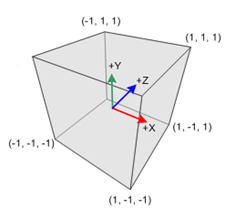 (-1, 1, 1)
(1, 1, 1)
+Y
+Z
+X
(-1, -1, -1)
(1, -1, 1)
(1, -1, -1)